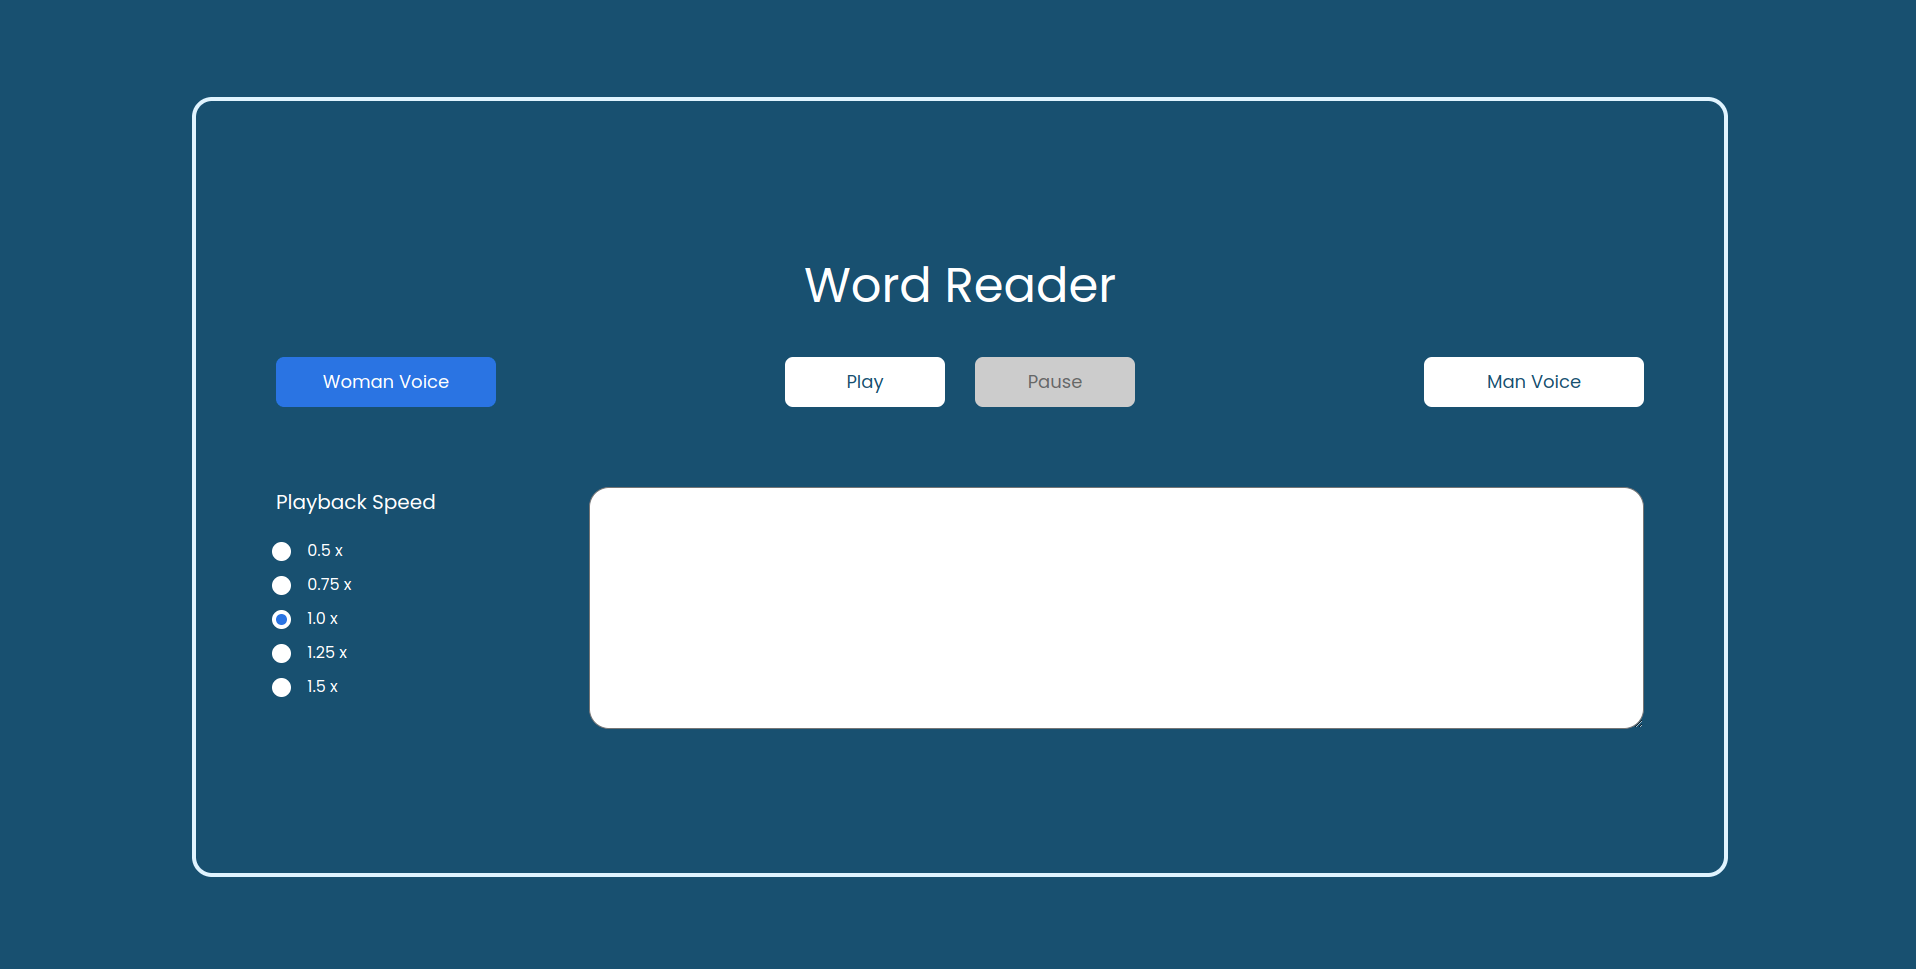 Word Reader
Woman Voice
Play
Pause
Man Voice
Playback Speed
0.5 x
0.75 x
1.0 x
1.25 x
1.5 x